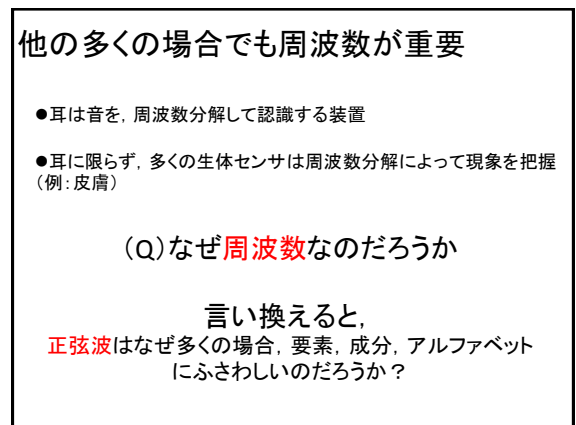 他の多くの場合でも周波数が重要
●耳は音を，周波数分解して認識する装置
●耳に限らず，多くの生体センサは周波数分解によって現象を把握
（例：皮膚）
（Q）なぜ周波数なのだろうか
言い換えると，
正弦波はなぜ多くの場合，要素，成分，アルファベット
にふさわしいのだろうか？